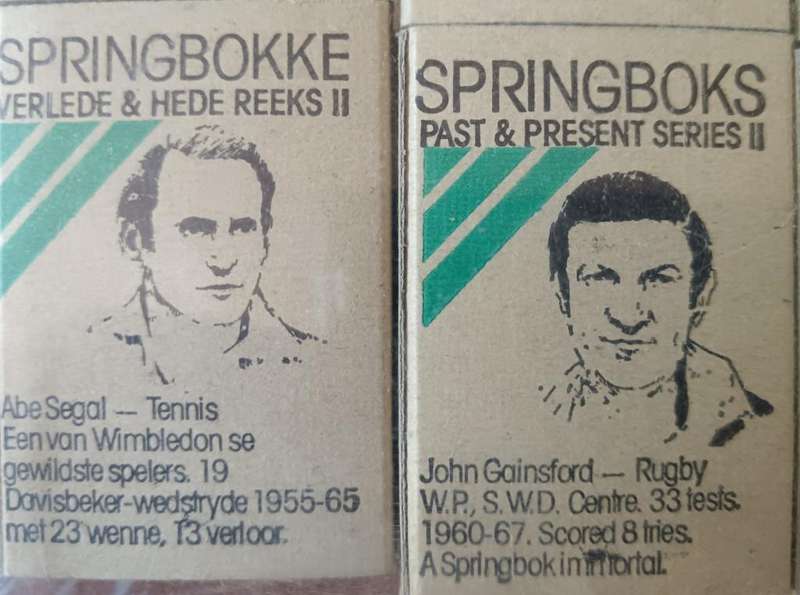 SPRINGBOKKE
VERLEDE & HEDE REEKS II
Abe Segal — Tennis
Een van Wimbledon se
gewildste spelers. 19
Davisbeker-wedstryde 1955-65
met 23 wenne, 13 verloor.
SPRINGBOKS
PAST & PRESENT SERIES II
John Gainsford — Rugby
W.P., S.W.D. Centre. 33 tests.
1960-67. Scored 8 tries.
A Springbok immortal.